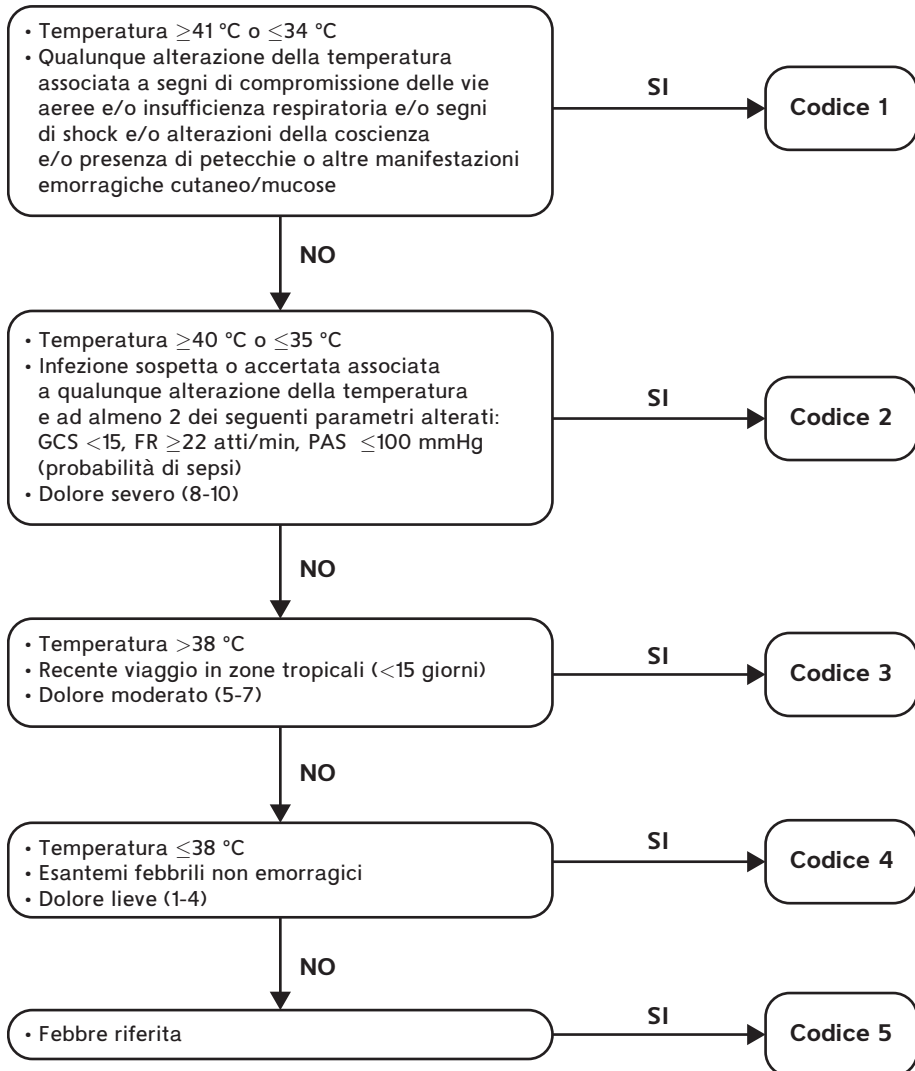 • Temperatura ≥41 °C o ≤34 °C
• Qualunque alterazione della temperatura
associata a segni di compromissione delle vie
aeree e/o insufficienza respiratoria e/o segni
di shock e/o alterazioni della coscienza
e/o presenza di petecchie o altre manifestazioni
emorragiche cutaneo/mucose
SI
Codice 1
NO
• Temperatura ≥40 °C o ≤35 °C
• Infezione sospetta o accertata associata
a qualunque alterazione della temperatura
e ad almeno 2 dei seguenti parametri alterati:
GCS <15, FR ≥22 atti/min, PAS ≤100 mmHg
(probabilità di sepsi)
• Dolore severo (8-10)
SI
Codice 2
NO
• Temperatura >38 °C
• Recente viaggio in zone tropicali (<15 giorni)
• Dolore moderato (5-7)
SI
Codice 3
NO
• Temperatura ≤38 °C
• Esantemi febbrili non emorragici
• Dolore lieve (1-4)
SI
Codice 4
NO
• Febbre riferita
SI
Codice 5